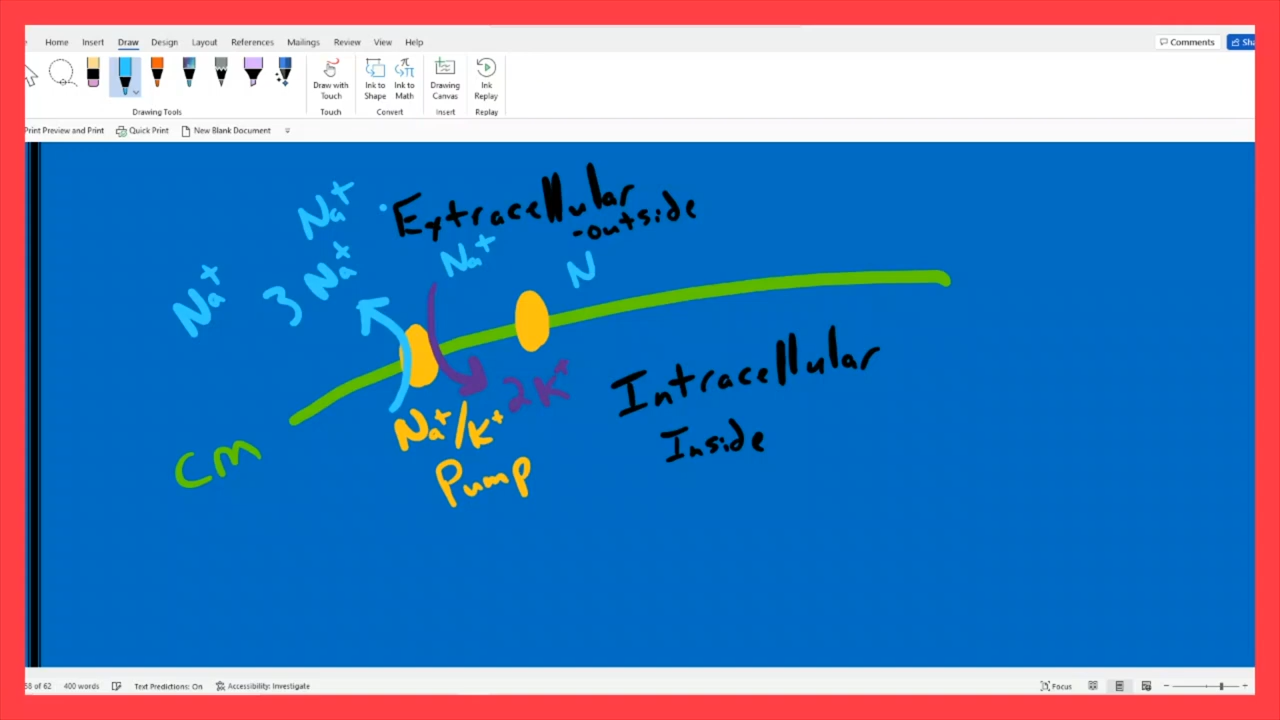 Home Insert Draw Design Layout References Mailings Review View Help
Comments
Draw with Touch
Ink to Shape
Ink to Math
Drawing Canvas
Ink Replay
Drawing Tools
Touch
Convert
Insert
Replay
Print Preview and Print Quick Print New Blank Document
Na+
Extracellular
-outside
Na+
N
3 Na+
Na+
Intracellular
Inside
2K+
Na+/K+
Pump
CM
of 62 400 words Text Predictions: On Accessibility: Investigate
Focus